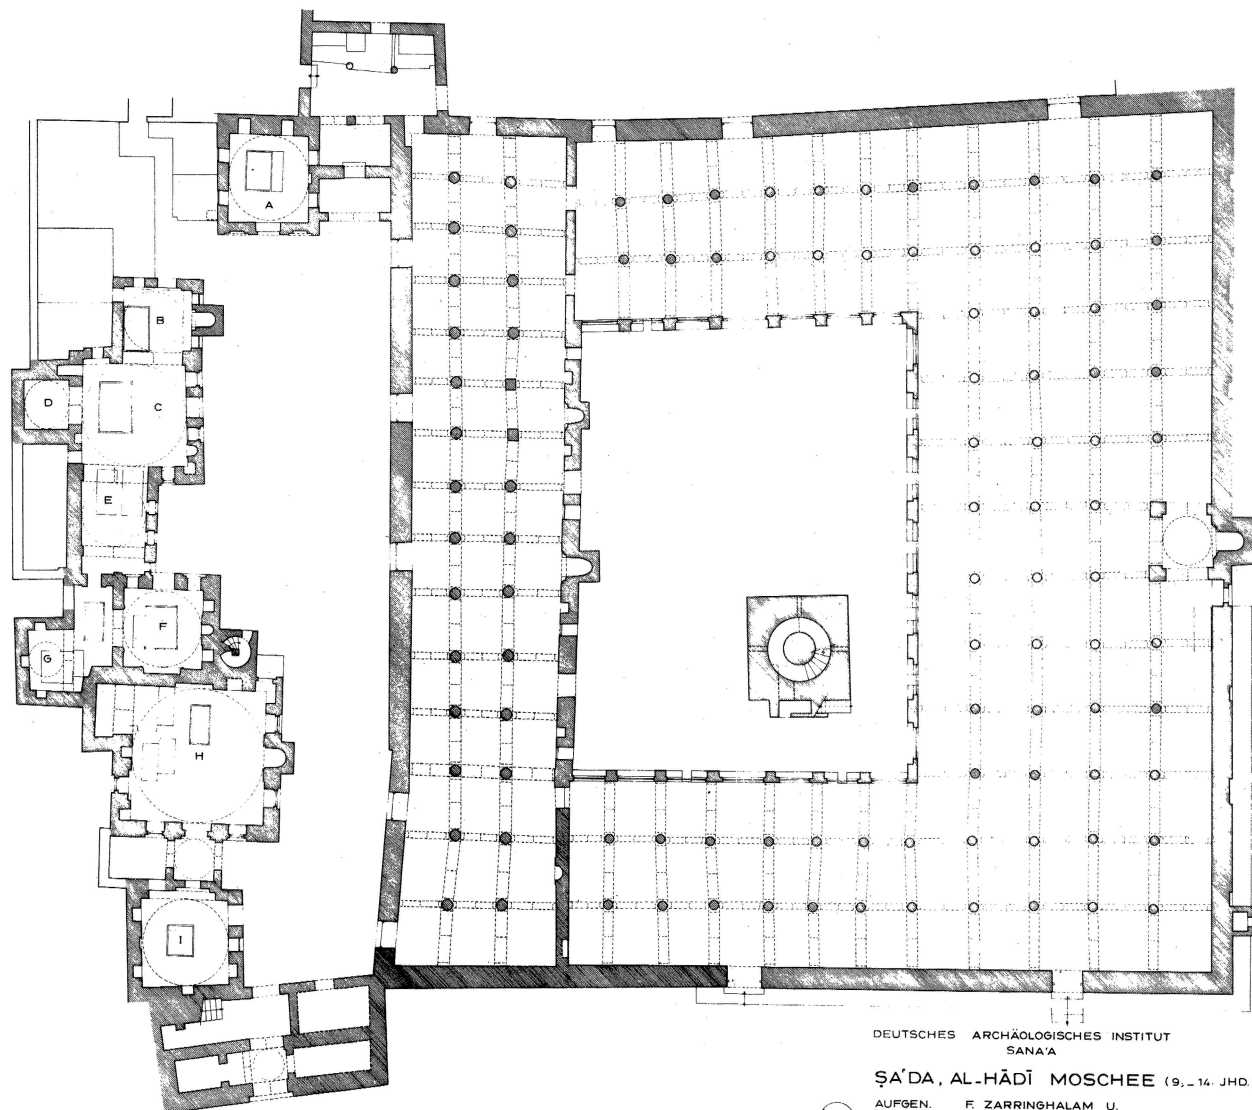 A
B
D
C
E
F
G
H
I
DEUTSCHES ARCHÄOLOGISCHES INSTITUT
SANA'A
ṢA'DA, AL-HĀDĪ MOSCHEE (9.-14. JHD.
AUFGEN. F. ZARRINGHALAM U.